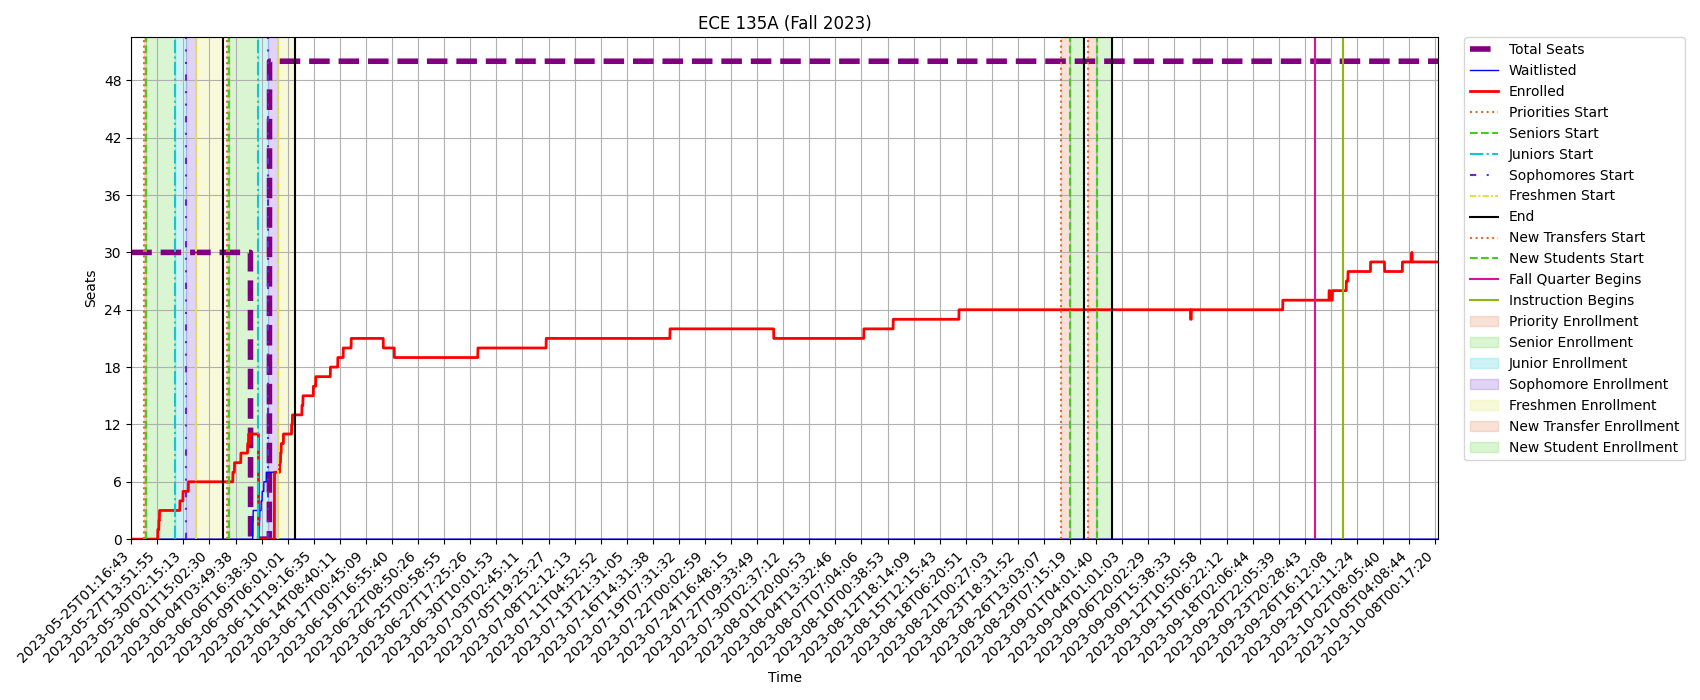 ECE 135A (Fall 2023)
Seats
48
42
36
30
24
18
12
6
0
2023-05-25T01:16:43
2023-05-27T13:51:55
2023-05-30T02:15:13
2023-06-01T15:02:30
2023-06-04T03:49:38
2023-06-06T16:38:30
2023-06-09T06:01:01
2023-06-11T19:16:35
2023-06-14T08:40:11
2023-06-17T00:45:09
2023-06-19T16:55:40
2023-06-22T08:50:26
2023-06-25T00:58:55
2023-06-27T17:25:26
2023-06-30T10:01:53
2023-07-03T02:45:11
2023-07-05T19:25:27
2023-07-08T12:12:13
2023-07-11T04:52:52
2023-07-13T21:31:05
2023-07-16T14:31:38
2023-07-19T07:31:32
2023-07-22T00:02:59
2023-07-24T16:48:15
2023-07-27T09:33:49
2023-07-30T02:37:12
2023-08-01T20:00:53
2023-08-04T13:32:46
2023-08-07T07:04:06
2023-08-10T00:38:53
2023-08-12T18:14:09
2023-08-15T12:15:43
2023-08-18T06:20:51
2023-08-21T00:27:03
2023-08-23T18:31:52
2023-08-26T13:03:07
2023-08-29T07:15:19
2023-09-01T04:01:40
2023-09-04T01:01:03
2023-09-06T20:02:29
2023-09-09T15:38:33
2023-09-12T10:50:58
2023-09-15T06:22:12
2023-09-18T02:06:44
2023-09-20T22:05:39
2023-09-23T20:28:43
2023-09-26T16:12:08
2023-09-29T12:11:24
2023-10-02T08:05:40
2023-10-05T04:08:44
2023-10-08T00:17:20
Time
Total Seats
Waitlisted
Enrolled
Priorities Start
Seniors Start
Juniors Start
Sophomores Start
Freshmen Start
End
New Transfers Start
New Students Start
Fall Quarter Begins
Instruction Begins
Priority Enrollment
Senior Enrollment
Junior Enrollment
Sophomore Enrollment
Freshmen Enrollment
New Transfer Enrollment
New Student Enrollment